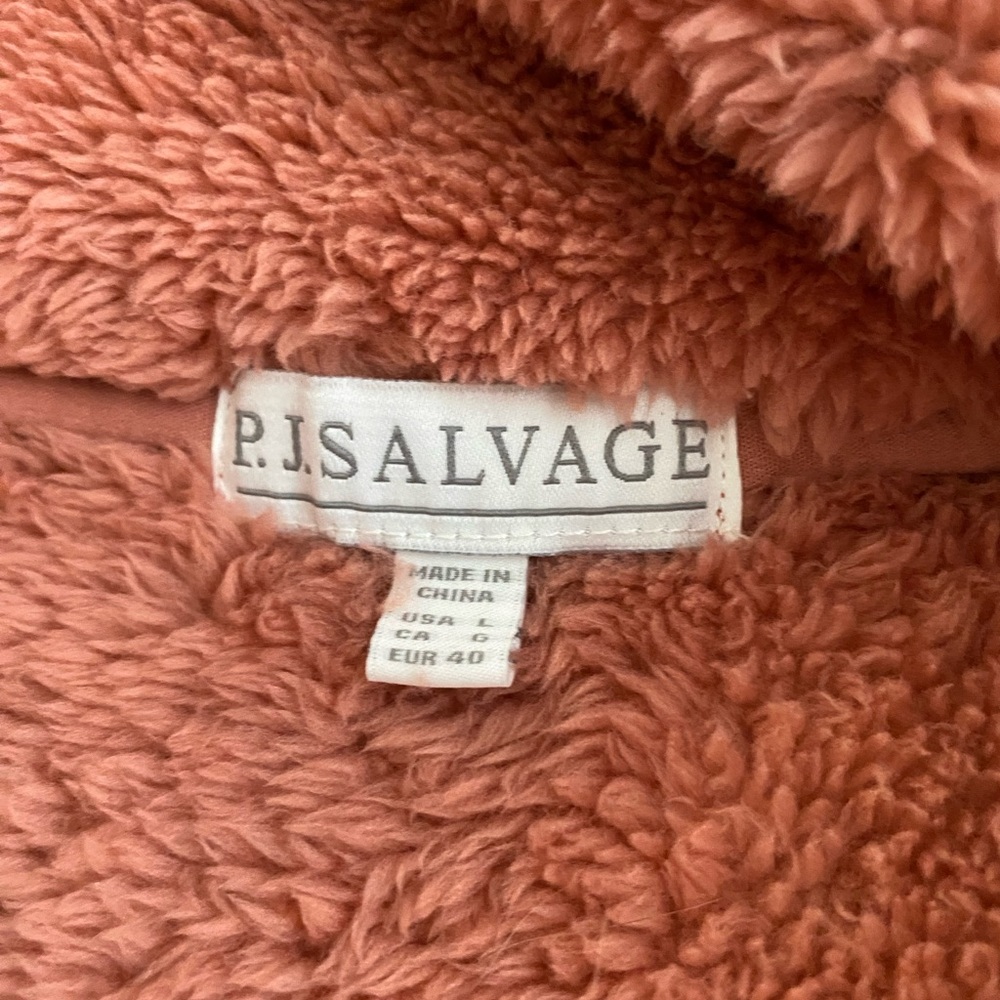 P.J.SALVAGE
MADE IN
CHINA
USA L
CA G
EUR 40